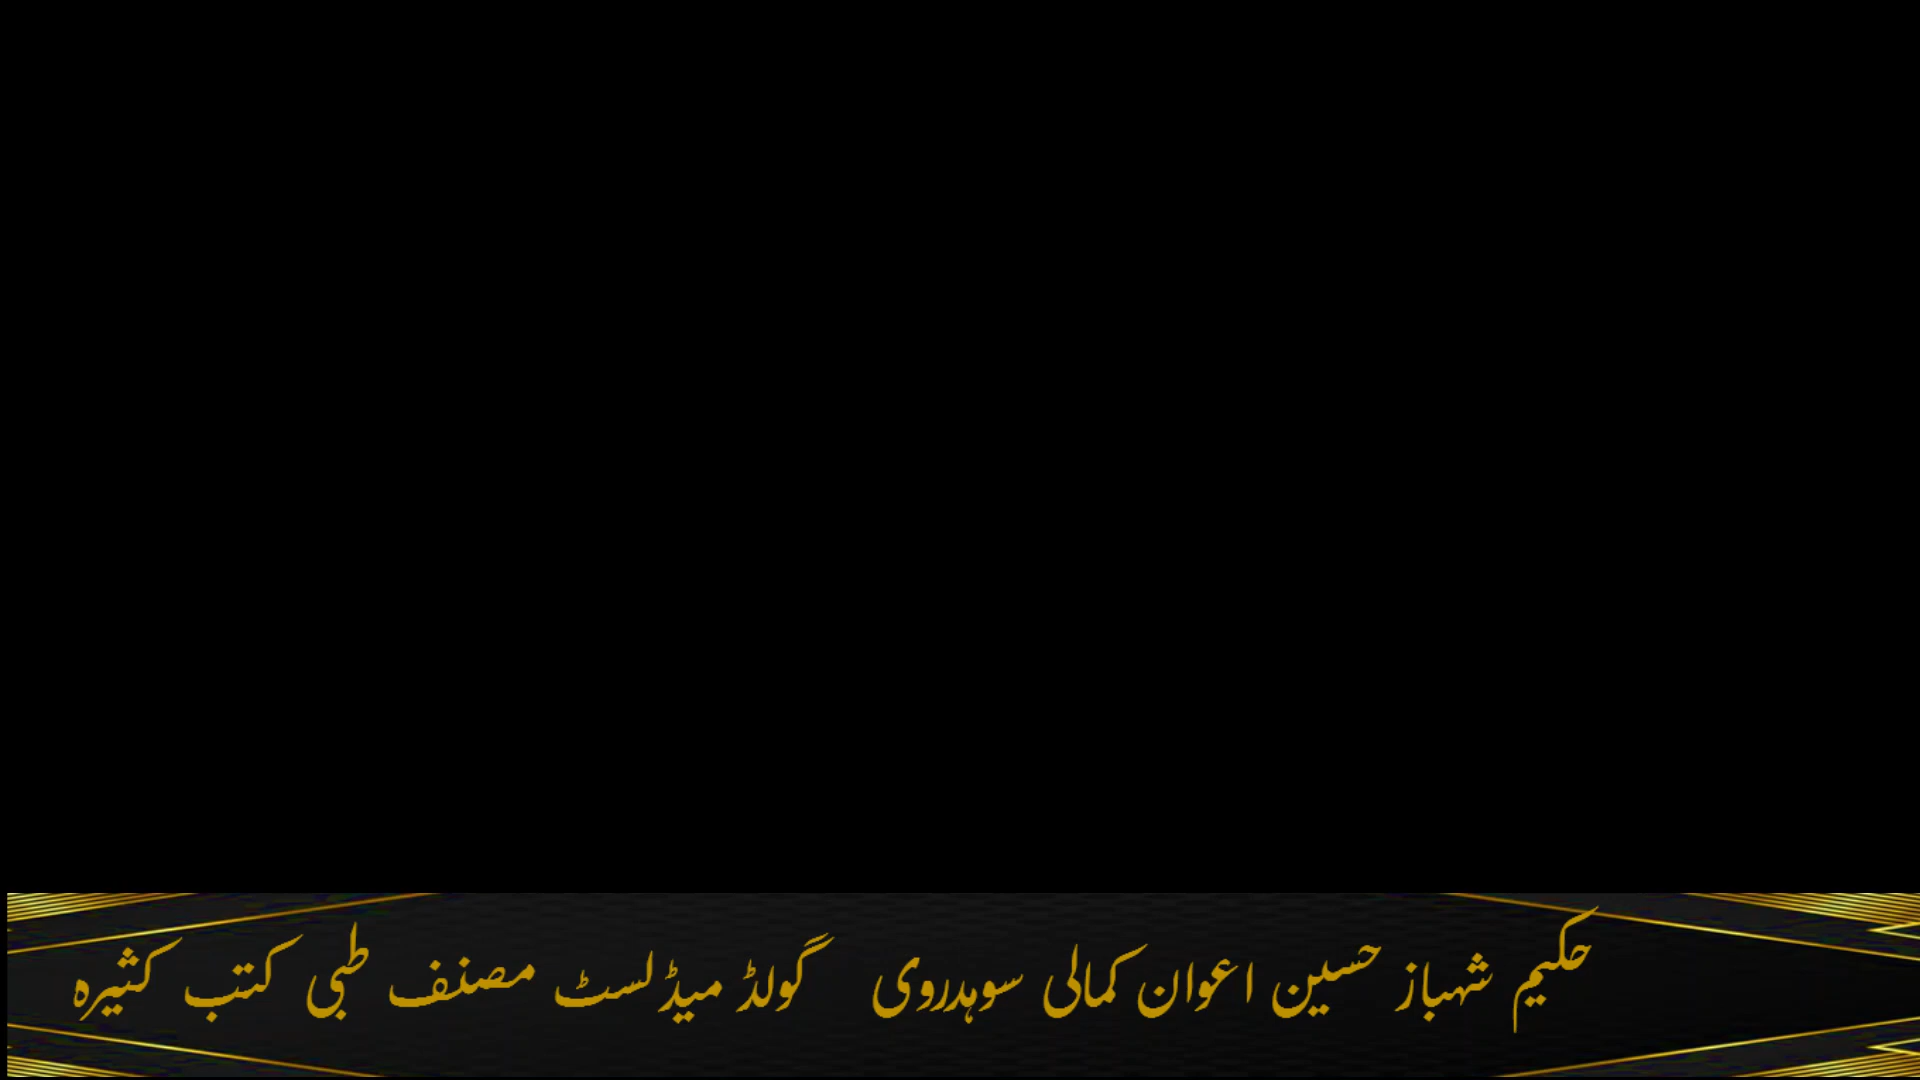 حکیم شہباز حسین اعوان کمالی سوہدروی گولڈ میڈلسٹ مصنف طبی کتب کثیرہ